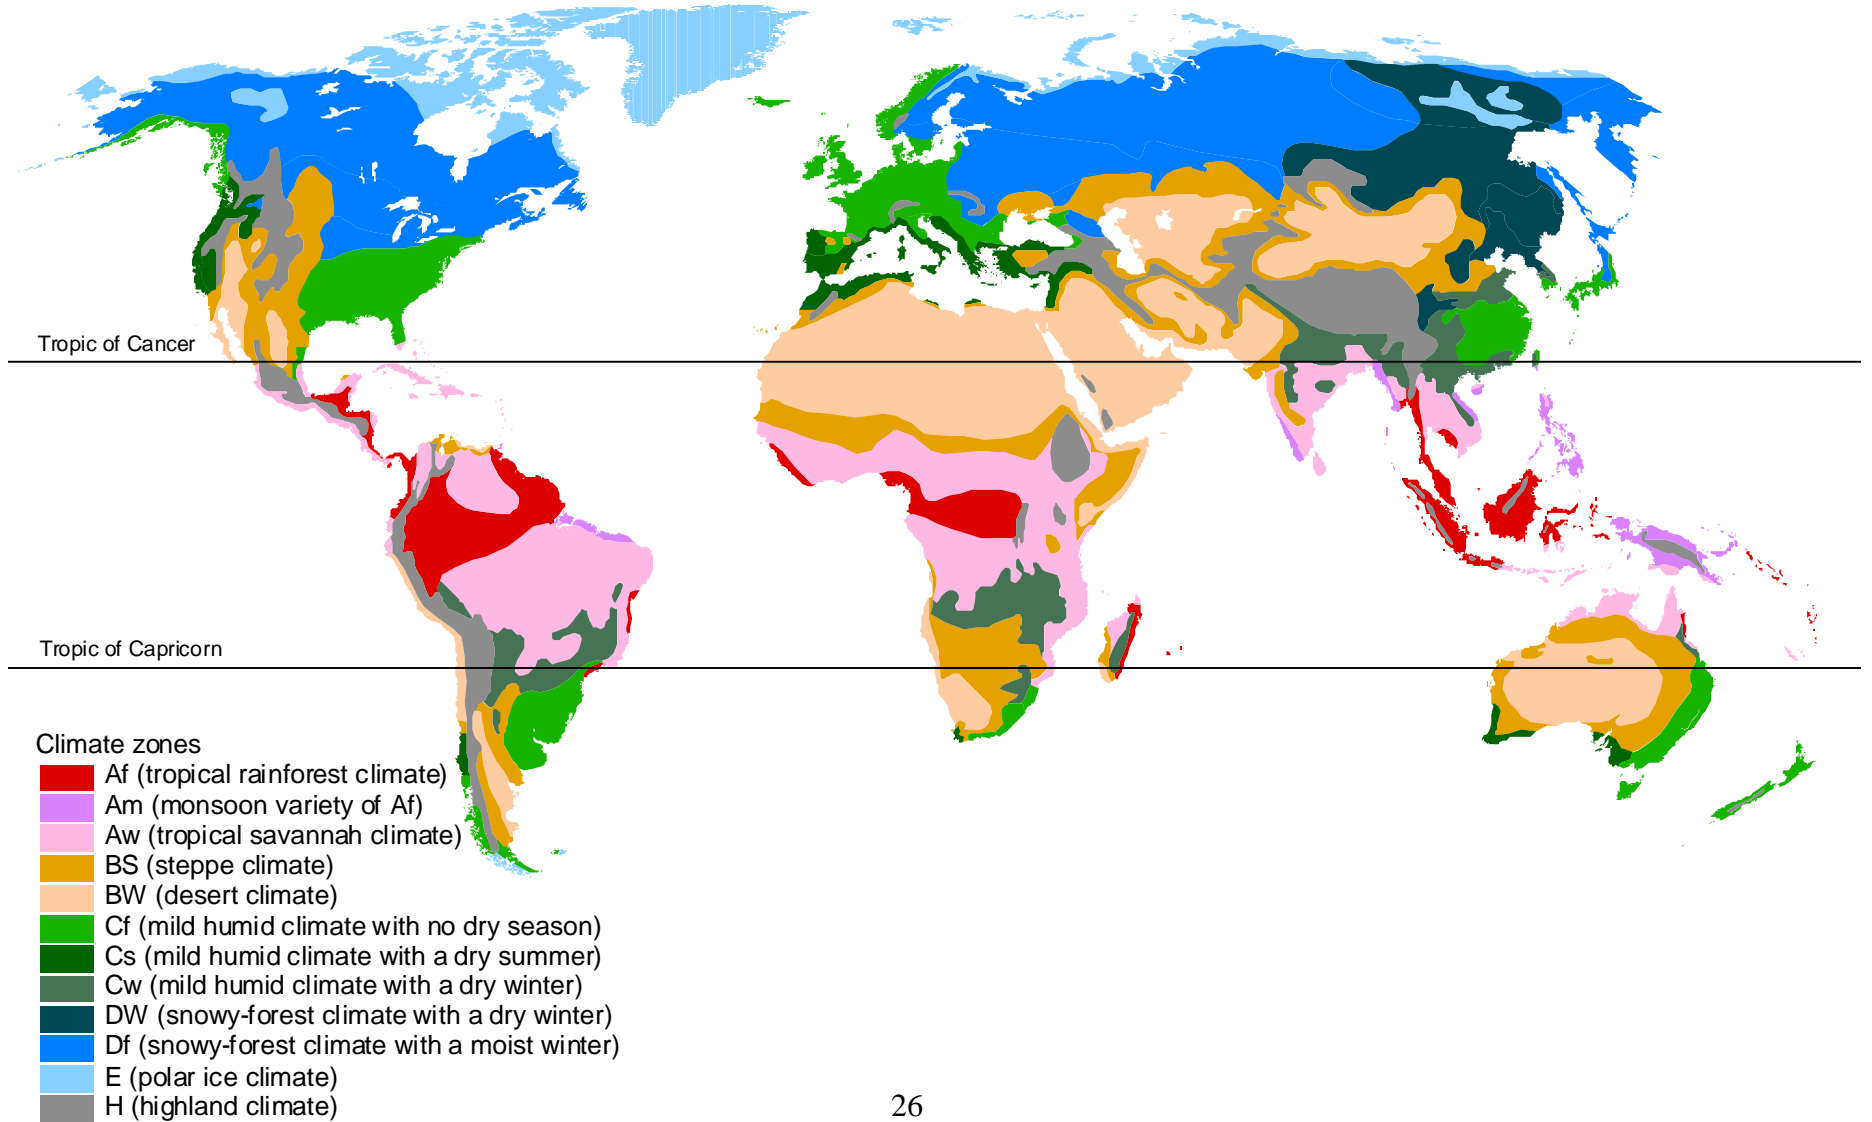 Tropic of Cancer
Tropic of Capricorn
Climate zones
Af (tropical rainforest climate)
Am (monsoon variety of Af)
Aw (tropical savannah climate)
BS (steppe climate)
BW (desert climate)
Cf (mild humid climate with no dry season)
Cs (mild humid climate with a dry summer)
Cw (mild humid climate with a dry winter)
DW (snowy-forest climate with a dry winter)
Df (snowy-forest climate with a moist winter)
E (polar ice climate)
H (highland climate)
26